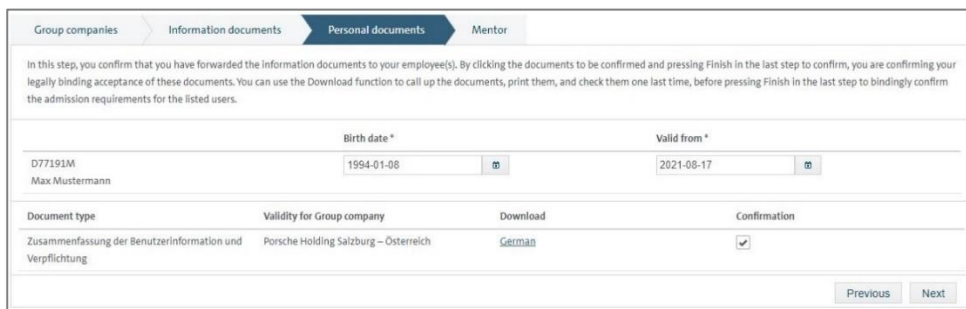 Group companies Information documents Personal documents Mentor
In this step, you confirm that you have forwarded the information documents to your employee(s). By clicking the documents to be confirmed and pressing Finish in the last step to confirm, you are confirming your
legally binding acceptance of these documents. You can use the Download function to call up the documents, print them, and check them one last time, before pressing Finish in the last step to bindingly confirm
the admission requirements for the listed users.
Birth date * Valid from *
D77191M 1994-01-08 2021-08-17
Max Mustermann
Document type Validity for Group company Download Confirmation
Zusammenfassung der Benutzerinformation und Porsche Holding Salzburg – Österreich German
Verpflichtung
Previous Next